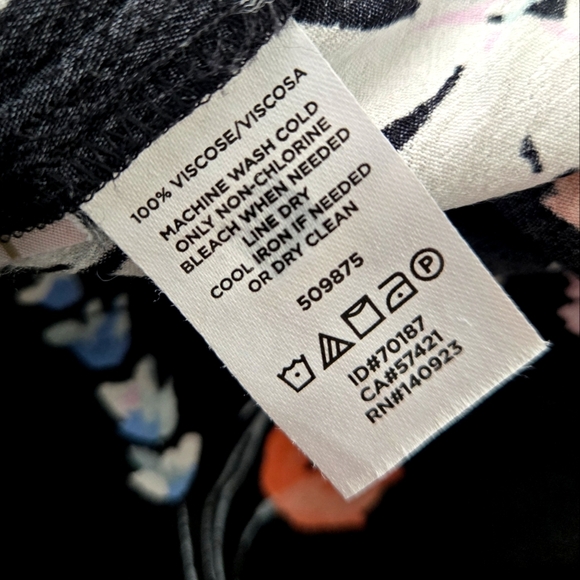 100% VISCOSE/VISCOSA
MACHINE WASH COLD
ONLY NON-CHLORINE
BLEACH WHEN NEEDED
LINE DRY
COOL IRON IF NEEDED
OR DRY CLEAN
509875
P
ID#70187
CA#57421
RN#140923